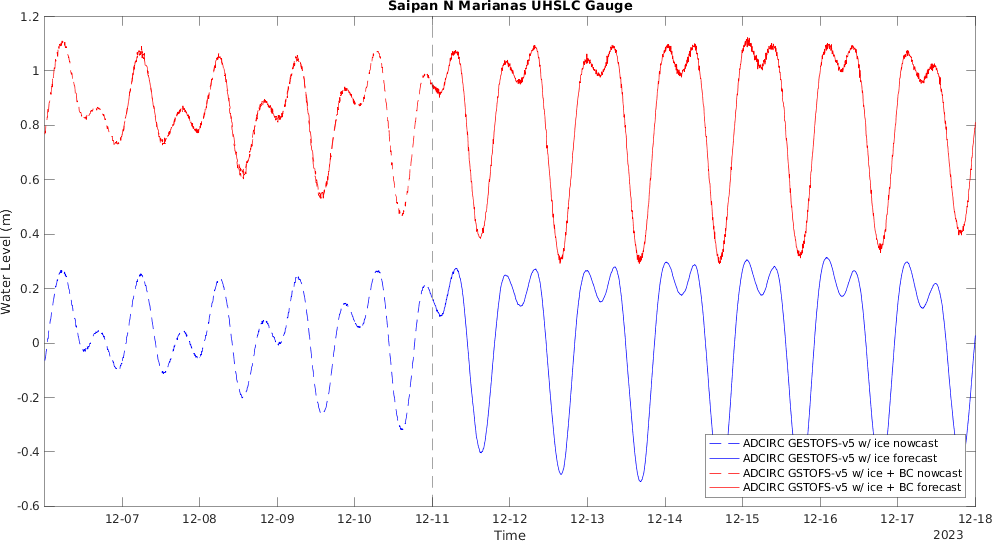 Saipan N Marianas UHSLC Gauge
Water Level (m)
1.2
1
0.8
0.6
0.4
0.2
0
-0.2
-0.4
-0.6
ADCIRC GESTOFS-v5 w/ ice nowcast
ADCIRC GESTOFS-v5 w/ ice forecast
ADCIRC GSTOFS-v5 w/ ice + BC nowcast
ADCIRC GSTOFS-v5 w/ ice + BC forecast
12-07 12-08 12-09 12-10 12-11 12-12 12-13 12-14 12-15 12-16 12-17 12-18
Time
2023